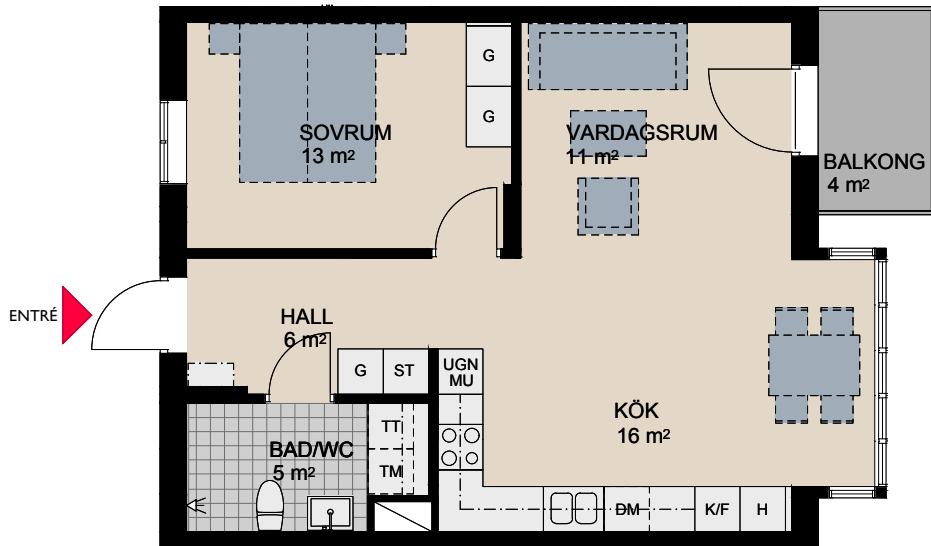 G
G
SOVRUM
13 m²
VARDAGSRUM
11 m²
BALKONG
4 m²
ENTRÉ
HALL
6 m²
G
ST
UGN
MU
KÖK
16 m²
BAD/WC
5 m²
TT
TM
DM
K/F
H